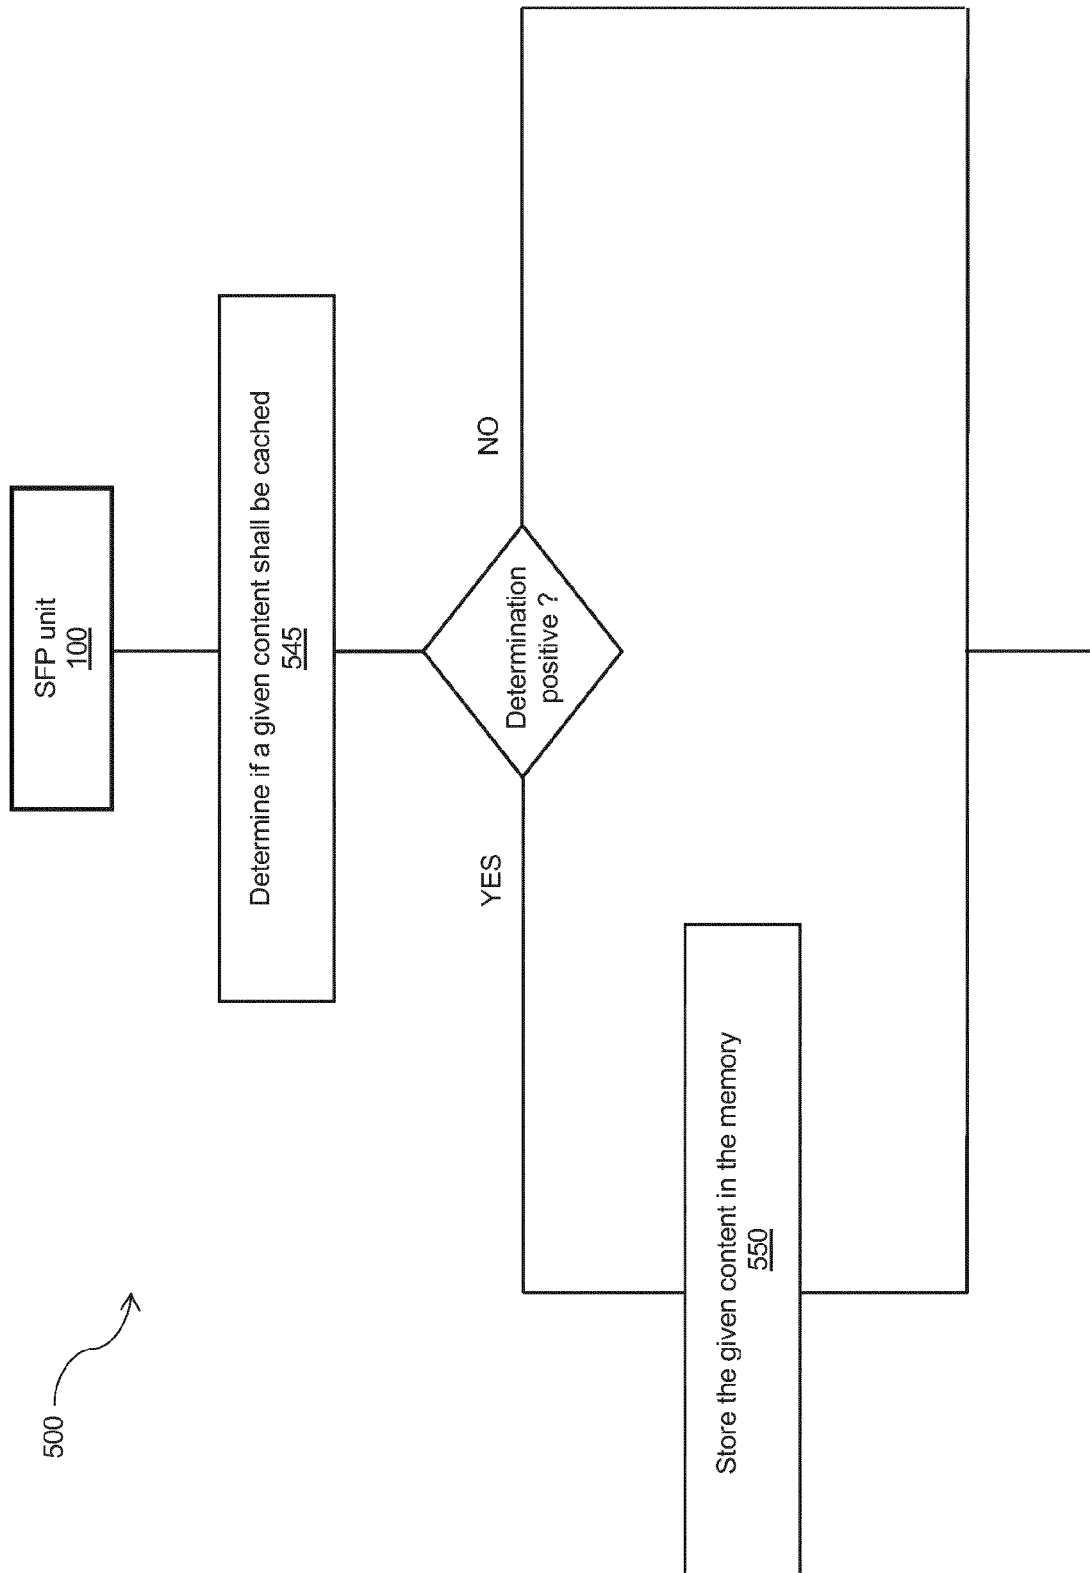 500
SFP unit
100
Determine if a given content shall be cached
545
Determination
positive ?
YES
NO
Store the given content in the memory
550